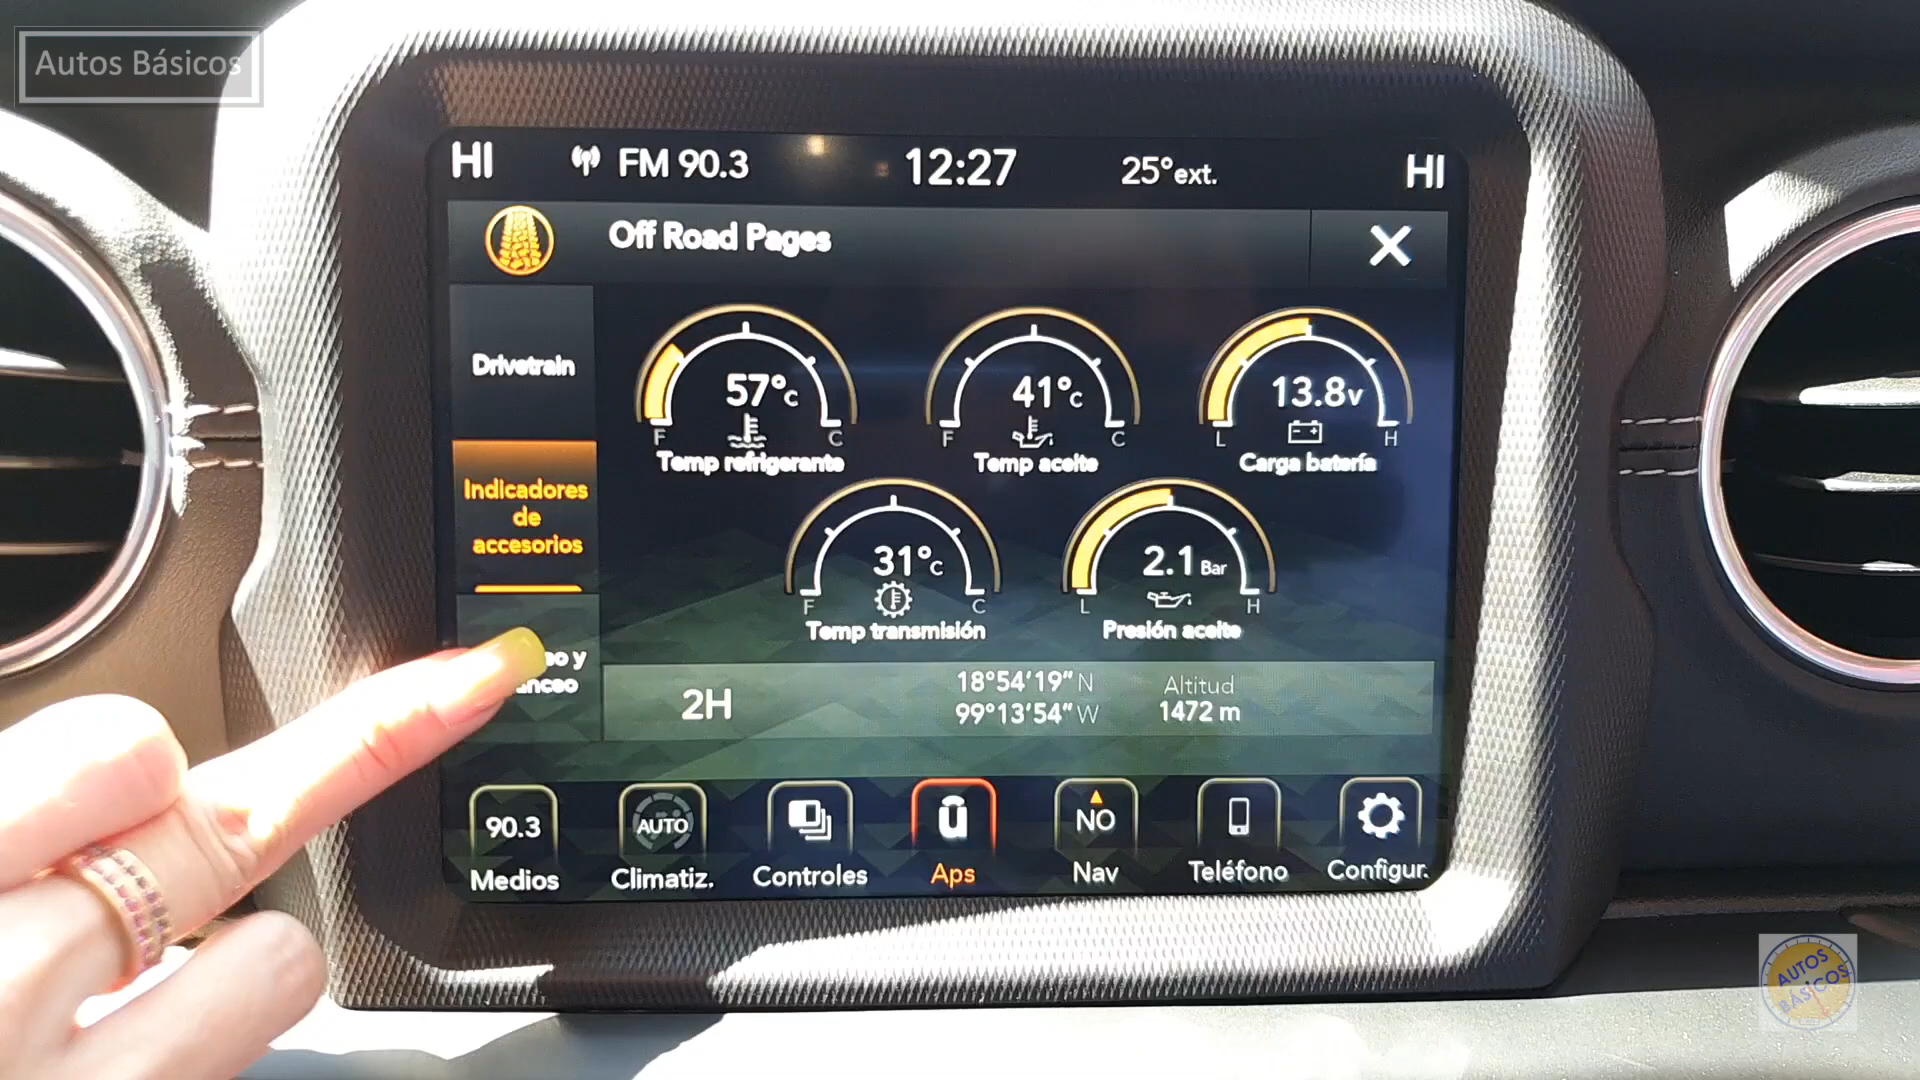 Autos Básicos
HI FM 90.3 12:27 25°ext. HI
Off Road Pages
Drivetrain
Indicadores
de
accesorios
57°C
F C
Temp refrigerante
41°C
F C
Temp aceite
13.8v
L H
Carga batería
31°C
F C
Temp transmisión
2.1 Bar
L H
Presión aceite
y
2H
18°54'19" N
99°13'54" W
Altitud
1472 m
90.3
Medios
AUTO
Climatiz.
Controles
Aps
NO
Nav
Teléfono
Configur.
AUTOS
BÁSICOS